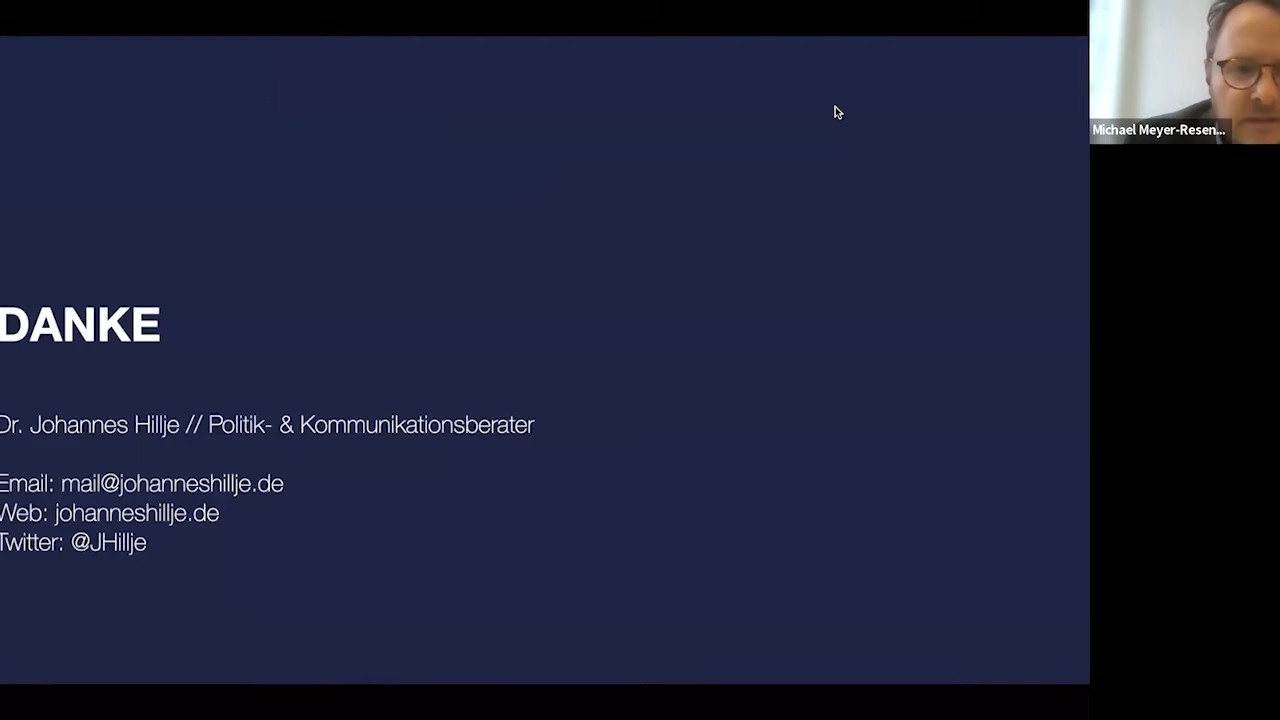 DANKE
Dr. Johannes Hillje // Politik- & Kommunikationsberater
Email: mail@johanneshillje.de
Web: johanneshillje.de
Twitter: @JHillje
Michael Meyer-Resen...